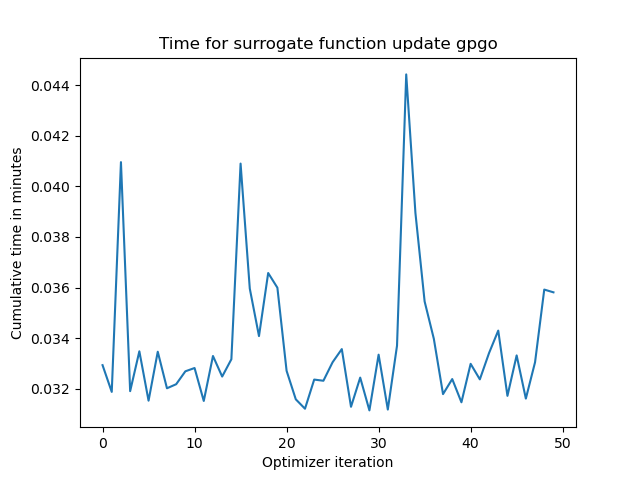 Time for surrogate function update gpgo
Cumulative time in minutes
0.044
0.042
0.040
0.038
0.036
0.034
0.032
0 10 20 30 40 50
Optimizer iteration